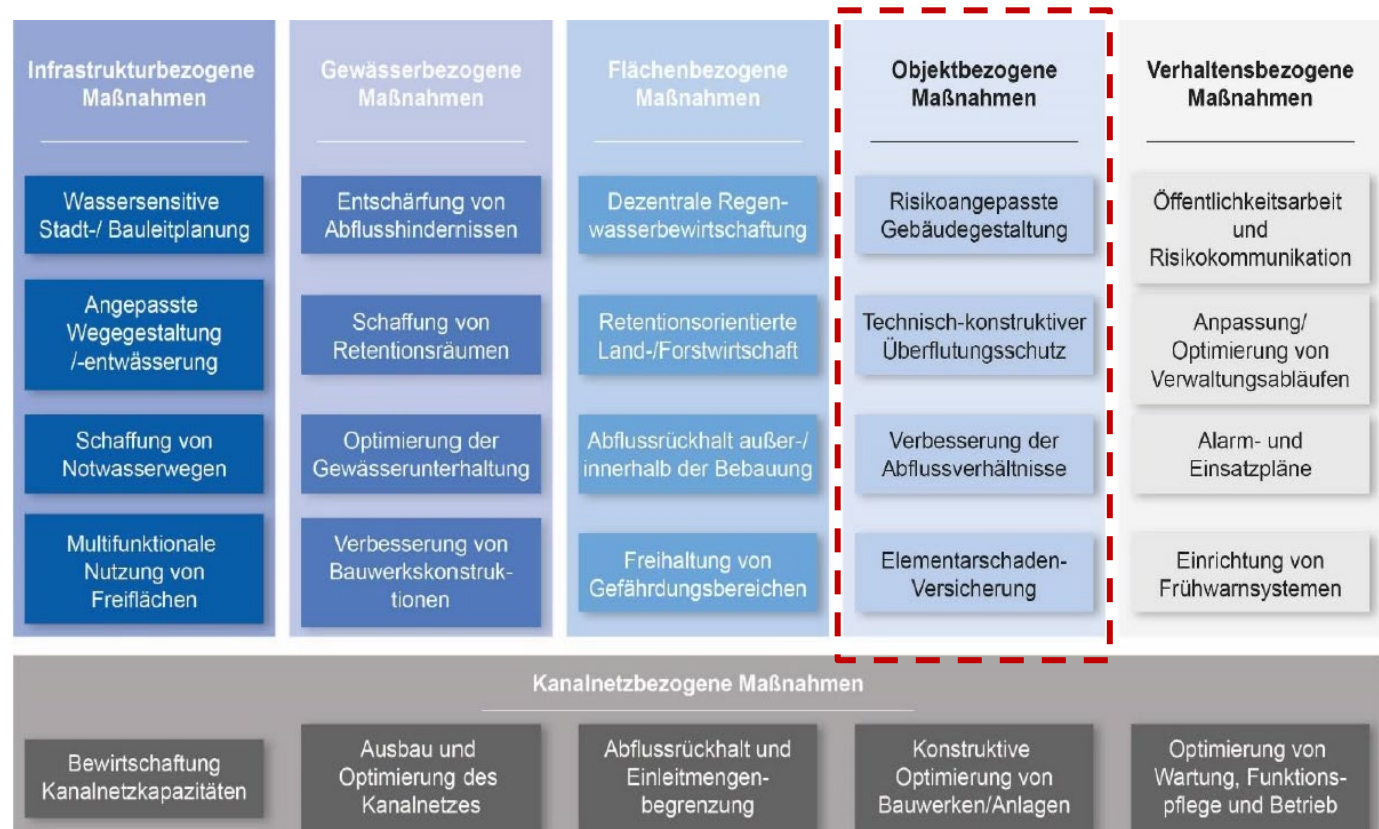 Infrastrukturbezogene
Maßnahmen
Wassersensitive
Stadt-/ Bauleitplanung
Angepasste
Wegegestaltung
/-entwässerung
Schaffung von
Notwasserwegen
Multifunktionale
Nutzung von
Freiflächen
Gewässerbezogene
Maßnahmen
Entschärfung von
Abflusshindernissen
Schaffung von
Retentionsräumen
Optimierung der
Gewässerunterhaltung
Verbesserung von
Bauwerkskonstruk-
tionen
Flächenbezogene
Maßnahmen
Dezentrale Regen-
wasserbewirtschaftung
Retentionsorientierte
Land-/Forstwirtschaft
Abflussrückhalt außer-/
innerhalb der Bebauung
Freihaltung von
Gefährdungsbereichen
Objektbezogene
Maßnahmen
Risikoangepasste
Gebäudegestaltung
Technisch-konstruktiver
Überflutungsschutz
Verbesserung der
Abflussverhältnisse
Elementarschaden-
Versicherung
Verhaltensbezogene
Maßnahmen
Öffentlichkeitsarbeit
und
Risikokommunikation
Anpassung/
Optimierung von
Verwaltungsabläufen
Alarm- und
Einsatzpläne
Einrichtung von
Frühwarnsystemen
Kanalnetzbezogene Maßnahmen
Bewirtschaftung
Kanalnetzkapazitäten
Ausbau und
Optimierung des
Kanalnetzes
Abflussrückhalt und
Einleitmengen-
begrenzung
Konstruktive
Optimierung von
Bauwerken/Anlagen
Optimierung von
Wartung, Funktions-
pflege und Betrieb